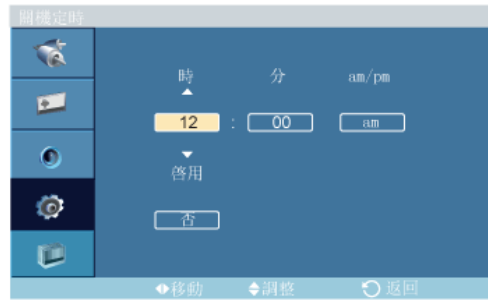 關機定時
時 分 am/pm
12 : 00 am
啓用
否
移動 調整 返回